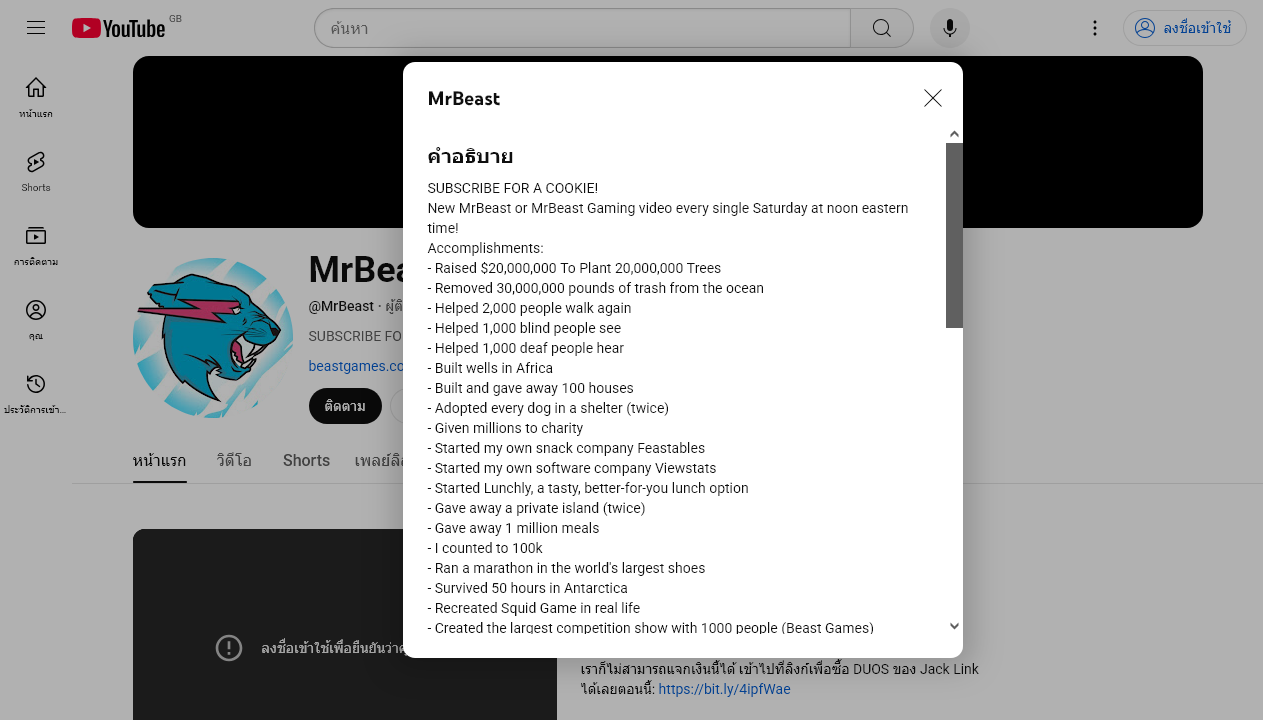 YouTube GB
ค้นหา
ลงชื่อเข้าใช้
หน้าแรก
Shorts
การติดตาม
คุณ
ประวัติการเข้า...
MrBea
@MrBeast ·
SUBSCRIBE FO
beastgames.co
ติดตาม
หน้าแรก วิดีโอ Shorts
ลงชื่อเข้าใช้เพื่อยืนยันว่า
MrBeast
คำอธิบาย
SUBSCRIBE FOR A COOKIE!
New MrBeast or MrBeast Gaming video every single Saturday at noon eastern
time!
Accomplishments:
- Raised $20,000,000 To Plant 20,000,000 Trees
- Removed 30,000,000 pounds of trash from the ocean
- Helped 2,000 people walk again
- Helped 1,000 blind people see
- Helped 1,000 deaf people hear
- Built wells in Africa
- Built and gave away 100 houses
- Adopted every dog in a shelter (twice)
- Given millions to charity
- Started my own snack company Feastables
- Started my own software company Viewstats
- Started Lunchly, a tasty, better-for-you lunch option
- Gave away a private island (twice)
- Gave away 1 million meals
- I counted to 100k
- Ran a marathon in the world's largest shoes
- Survived 50 hours in Antarctica
- Recreated Squid Game in real life
- Created the largest competition show with 1000 people (Beast Games)
เราก็ไม่สามารถแจกเงินนี้ได้ เข้าไปที่ลิงก์เพื่อซื้อ DUOS ของ Jack Link
ได้เลยตอนนี้: https://bit.ly/4ipfWae